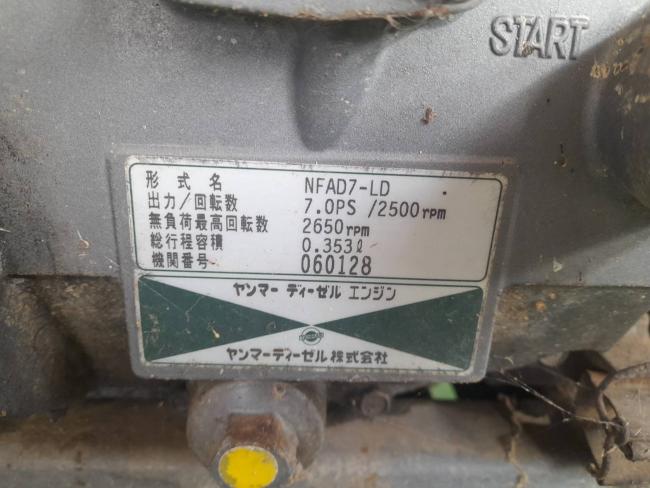 START
形式名 NFAD7-LD
出力/回転数 7.0PS /2500rpm
無負荷最高回転数 2650rpm
総行程容積 0.353ℓ
機関番号 060128
ヤンマー ディーゼル エンジン
ヤンマーディーゼル株式会社